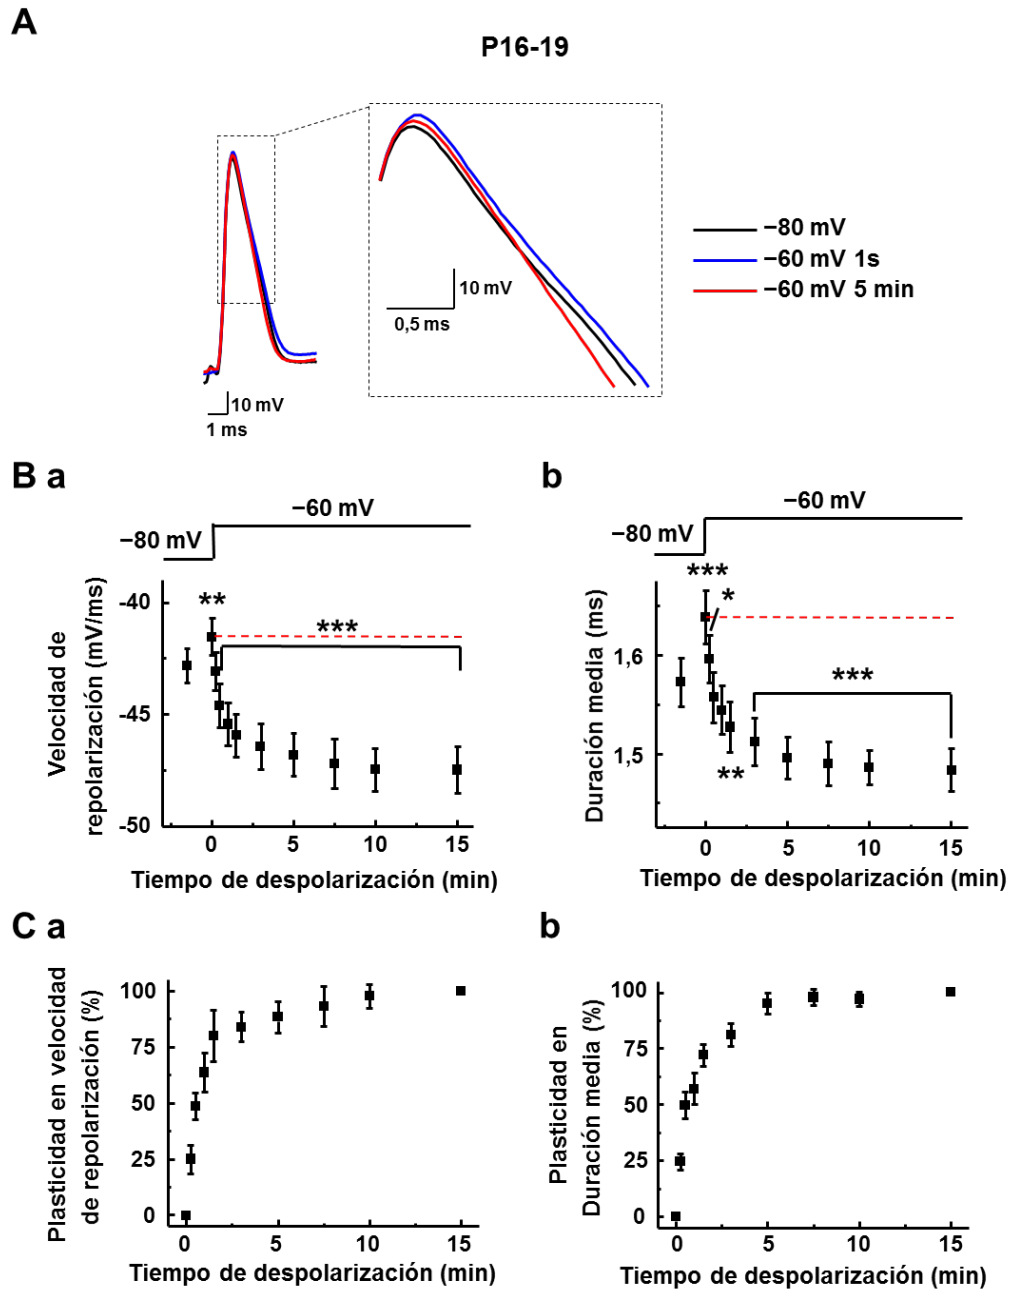 A
P16-19
−80 mV
−60 mV 1s
−60 mV 5 min
10 mV
0,5 ms
10 mV
1 ms
B a
−60 mV
−80 mV
**
***
-40
-45
-50
Velocidad de
repolarización (mV/ms)
0 5 10 15
Tiempo de despolarización (min)
b
−60 mV
−80 mV
***
*
***
**
1,6
1,5
Duración media (ms)
0 5 10 15
Tiempo de despolarización (min)
C a
100
75
50
25
0
Plasticidad en velocidad
de repolarización (%)
0 5 10 15
Tiempo de despolarización (min)
b
100
75
50
25
0
Plasticidad en
Duración media (%)
0 5 10 15
Tiempo de despolarización (min)